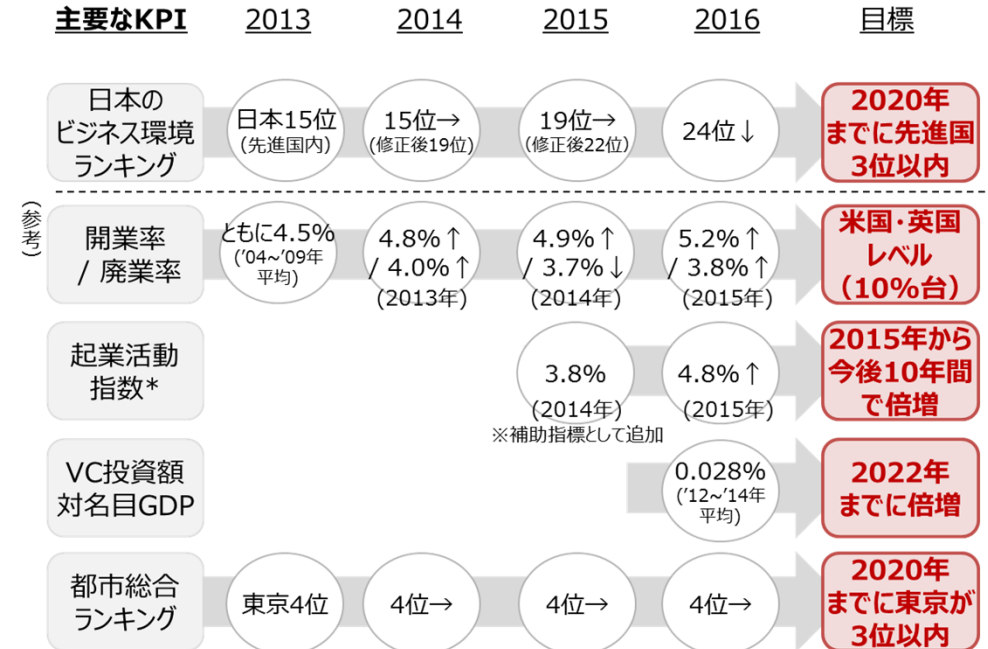 主要なKPI 2013 2014 2015 2016 目標
日本の
ビジネス環境
ランキング
日本15位
(先進国内)
15位→
(修正後19位)
19位→
(修正後22位)
24位↓
2020年
までに先進国
3位以内
(参考)
開業率
/ 廃業率
ともに4.5%
('04~'09年
平均)
4.8%↑
/ 4.0%↑
(2013年)
4.9%↑
/ 3.7%↓
(2014年)
5.2%↑
/ 3.8%↑
(2015年)
米国・英国
レベル
(10%台)
起業活動
指数*
3.8%
(2014年)
※補助指標として追加
4.8%↑
(2015年)
2015年から
今後10年間
で倍増
VC投資額
対名目GDP
0.028%
('12~'14年
平均)
2022年
までに倍増
都市総合
ランキング
東京4位
4位→
4位→
4位→
2020年
までに東京が
3位以内